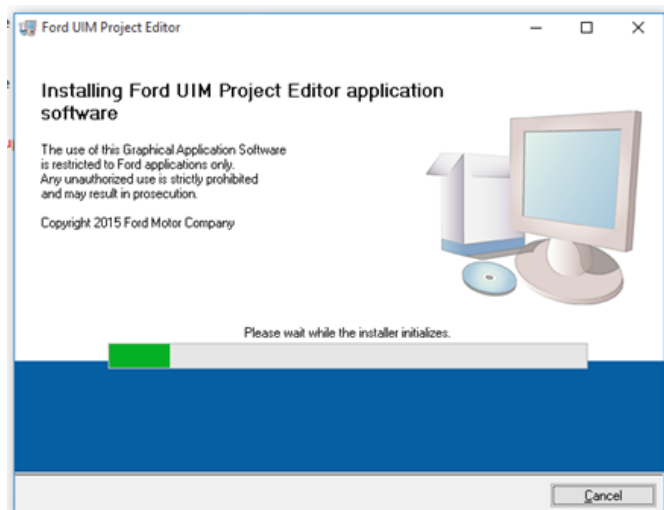 Ford UIM Project Editor
Installing Ford UIM Project Editor application
software
The use of this Graphical Application Software
is restricted to Ford applications only.
Any unauthorized use is strictly prohibited
and may result in prosecution.
Copyright 2015 Ford Motor Company
Please wait while the installer initializes.
Cancel